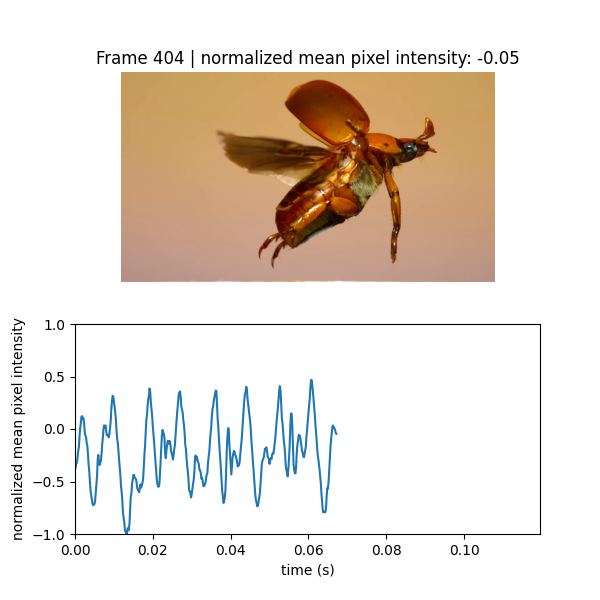 Frame 404 | normalized mean pixel intensity: -0.05
1.0
0.5
0.0
−0.5
−1.0
normalized mean pixel intensity
0.00 0.02 0.04 0.06 0.08 0.10
time (s)